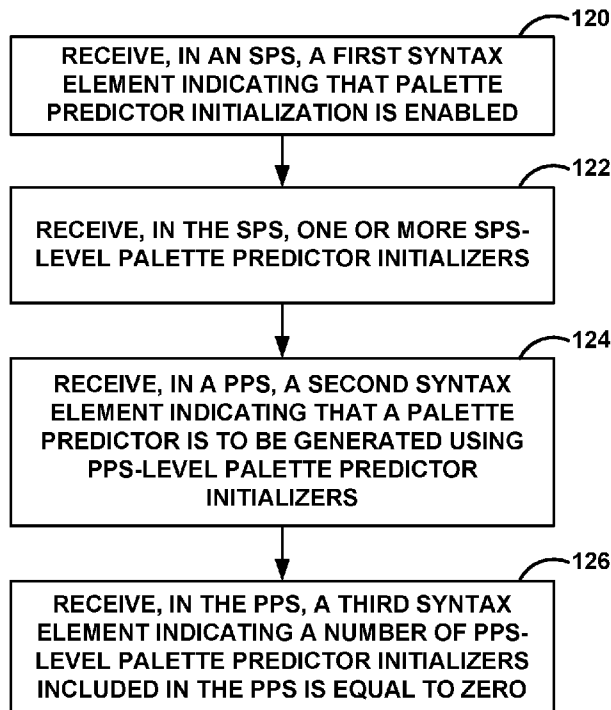 120
RECEIVE, IN AN SPS, A FIRST SYNTAX
ELEMENT INDICATING THAT PALETTE
PREDICTOR INITIALIZATION IS ENABLED
122
RECEIVE, IN THE SPS, ONE OR MORE SPS-
LEVEL PALETTE PREDICTOR INITIALIZERS
124
RECEIVE, IN A PPS, A SECOND SYNTAX
ELEMENT INDICATING THAT A PALETTE
PREDICTOR IS TO BE GENERATED USING
PPS-LEVEL PALETTE PREDICTOR
INITIALIZERS
126
RECEIVE, IN THE PPS, A THIRD SYNTAX
ELEMENT INDICATING A NUMBER OF PPS-
LEVEL PALETTE PREDICTOR INITIALIZERS
INCLUDED IN THE PPS IS EQUAL TO ZERO